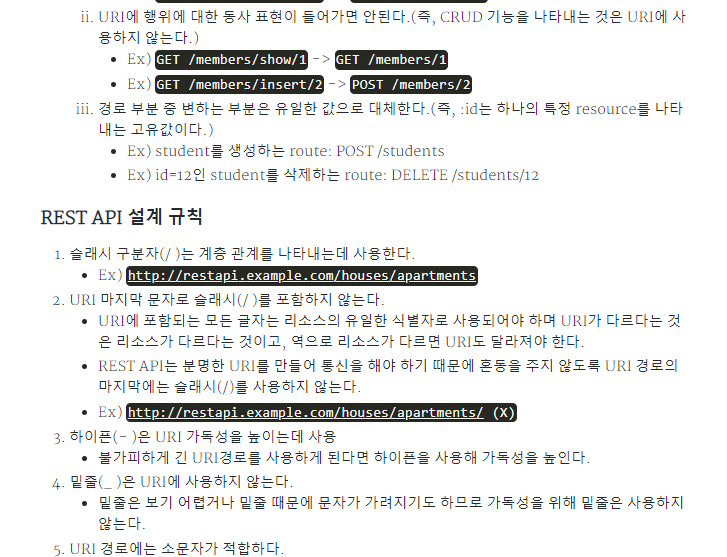 ii. URI에 행위에 대한 동사 표현이 들어가면 안된다.(즉, CRUD 기능을 나타내는 것은 URI에 사
용하지 않는다.)
• Ex) GET /members/show/1 -> GET /members/1
• Ex) GET /members/insert/2 -> POST /members/2
iii. 경로 부분 중 변하는 부분은 유일한 값으로 대체한다.(즉, :id는 하나의 특정 resource를 나타
내는 고유값이다.)
• Ex) student를 생성하는 route: POST /students
• Ex) id=12인 student를 삭제하는 route: DELETE /students/12
REST API 설계 규칙
1. 슬래시 구분자(/ )는 계층 관계를 나타내는데 사용한다.
• Ex) http://restapi.example.com/houses/apartments
2. URI 마지막 문자로 슬래시(/ )를 포함하지 않는다.
• URI에 포함되는 모든 글자는 리소스의 유일한 식별자로 사용되어야 하며 URI가 다르다는 것
은 리소스가 다르다는 것이고, 역으로 리소스가 다르면 URI도 달라져야 한다.
• REST API는 분명한 URI를 만들어 통신을 해야 하기 때문에 혼동을 주지 않도록 URI 경로의
마지막에는 슬래시(/)를 사용하지 않는다.
• Ex) http://restapi.example.com/houses/apartments/ (X)
3. 하이픈(- )은 URI 가독성을 높이는데 사용
• 불가피하게 긴 URI경로를 사용하게 된다면 하이픈을 사용해 가독성을 높인다.
4. 밑줄(_ )은 URI에 사용하지 않는다.
• 밑줄은 보기 어렵거나 밑줄 때문에 문자가 가려지기도 하므로 가독성을 위해 밑줄은 사용하지
않는다.
5. URI 경로에는 소문자가 적합하다.